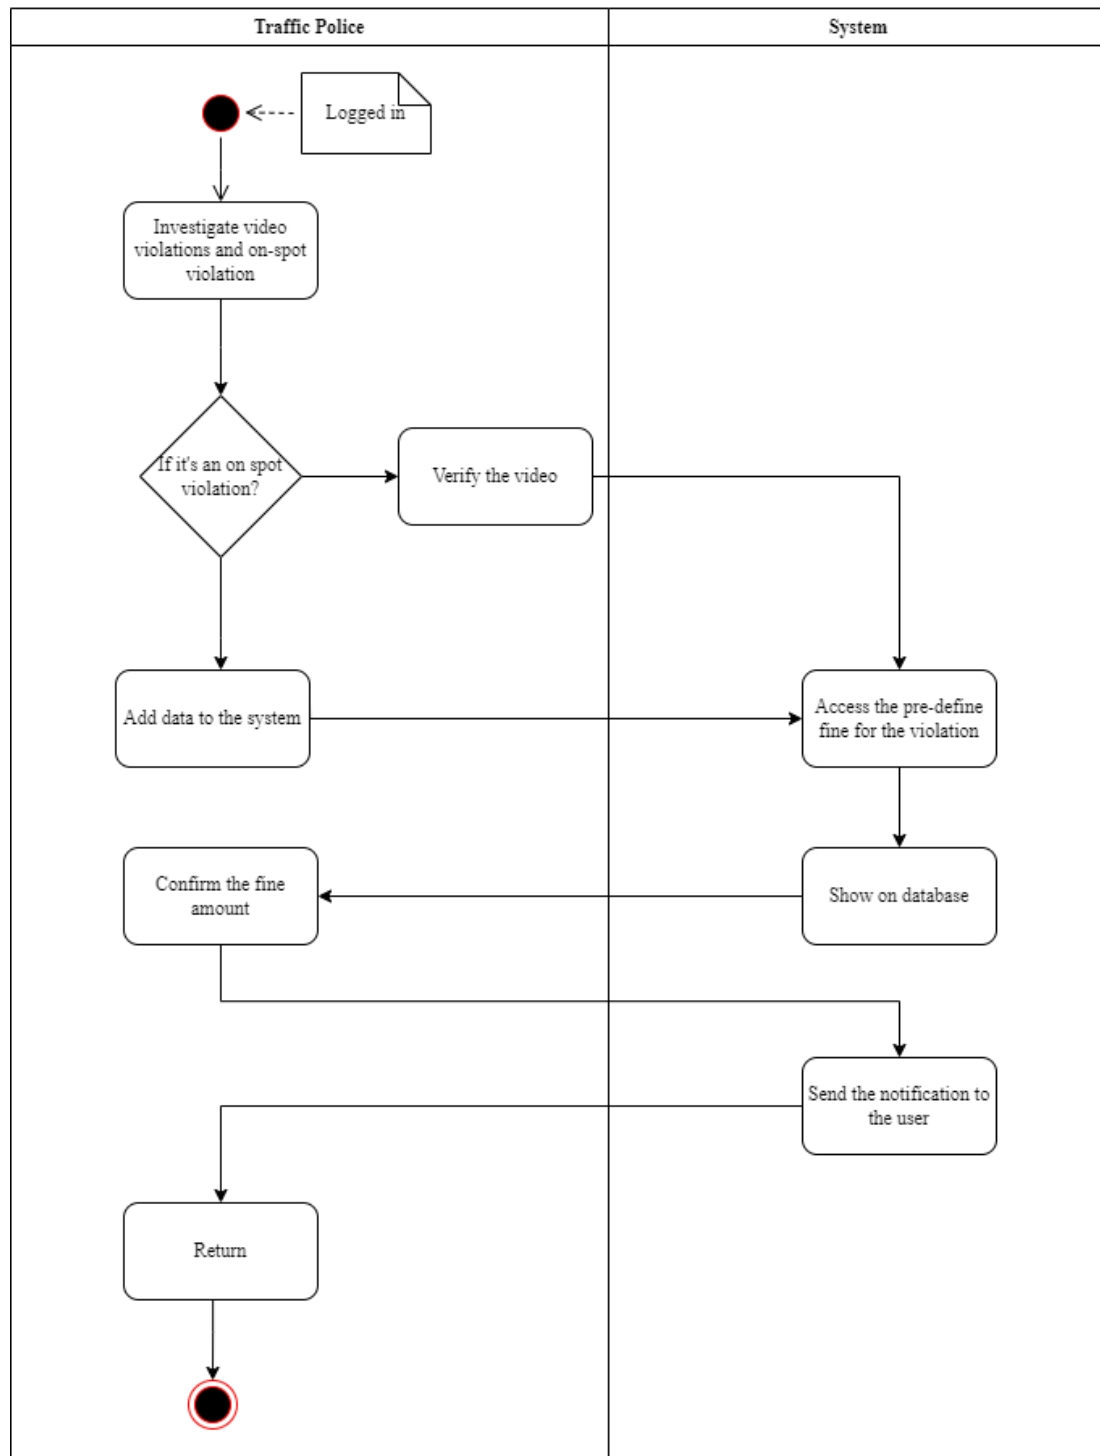 Traffic Police
System
Logged in
Investigate video
violations and on-spot
violation
If it's an on spot
violation?
Verify the video
Add data to the system
Access the pre-define
fine for the violation
Confirm the fine
amount
Show on database
Send the notification to
the user
Return